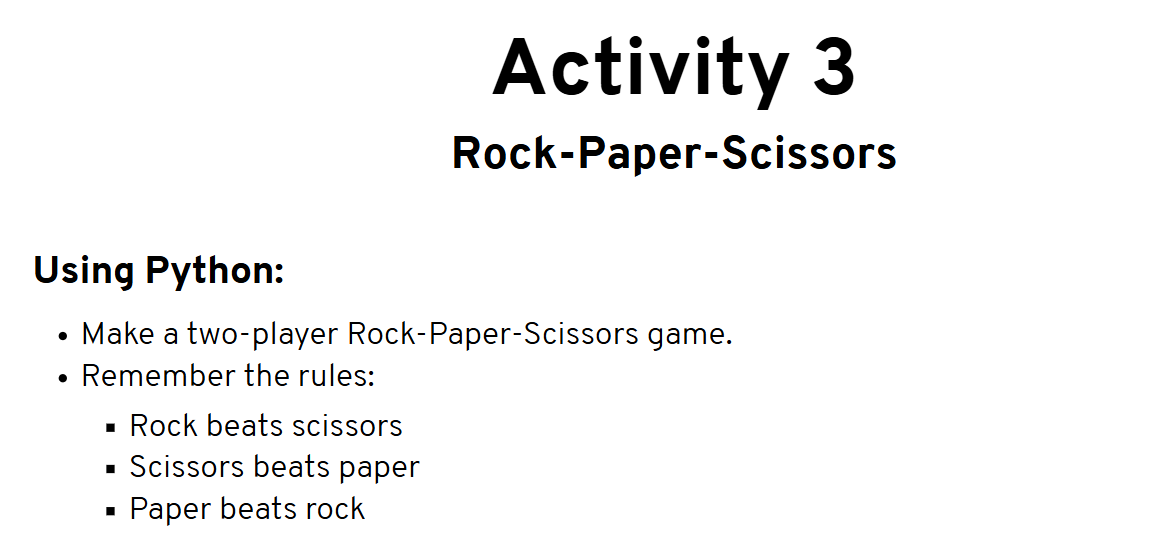 Activity 3
Rock-Paper-Scissors
Using Python:
• Make a two-player Rock-Paper-Scissors game.
• Remember the rules:
▪ Rock beats scissors
▪ Scissors beats paper
▪ Paper beats rock